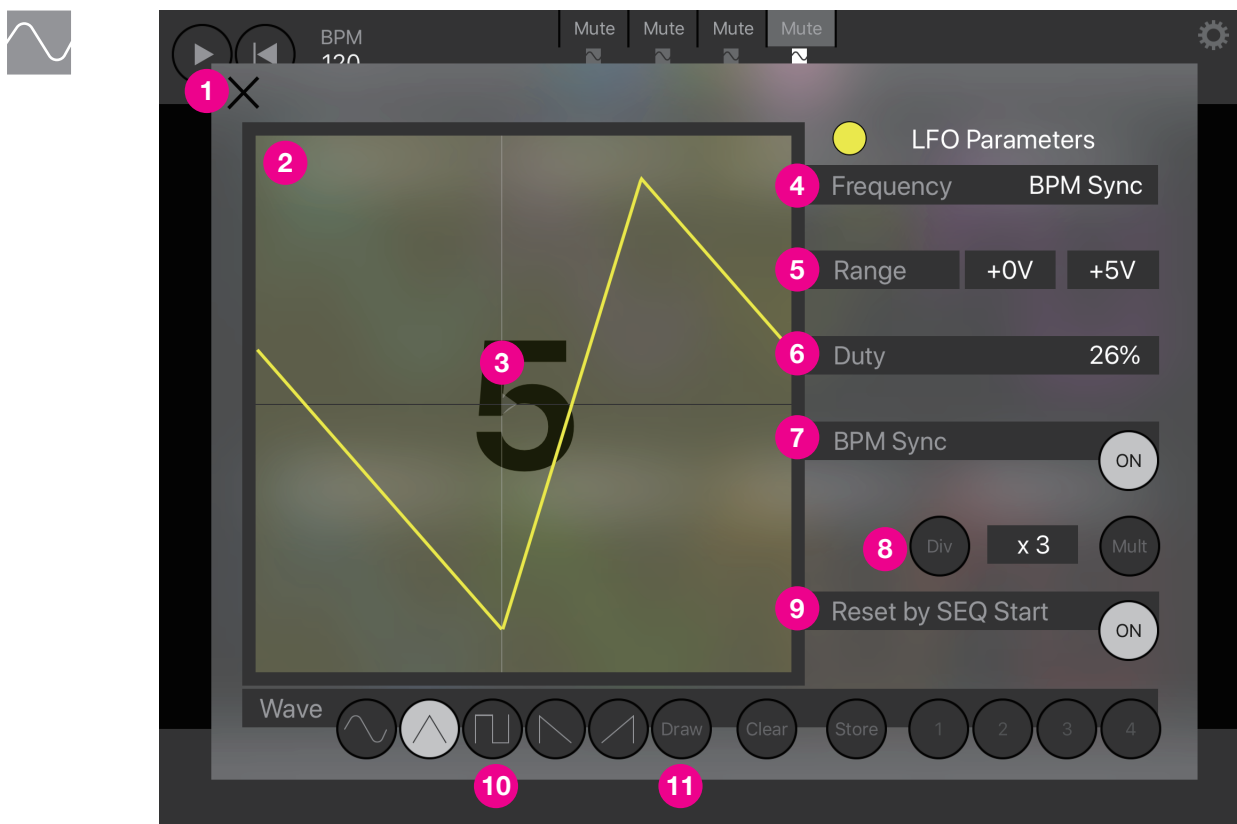 BPM
120
Mute Mute Mute Mute
1
2
LFO Parameters
4 Frequency BPM Sync
5 Range +0V +5V
3
5
6 Duty 26%
7 BPM Sync ON
8 Div x 3 Mult
9 Reset by SEQ Start ON
Wave Draw Clear Store 1 2 3 4
10 11